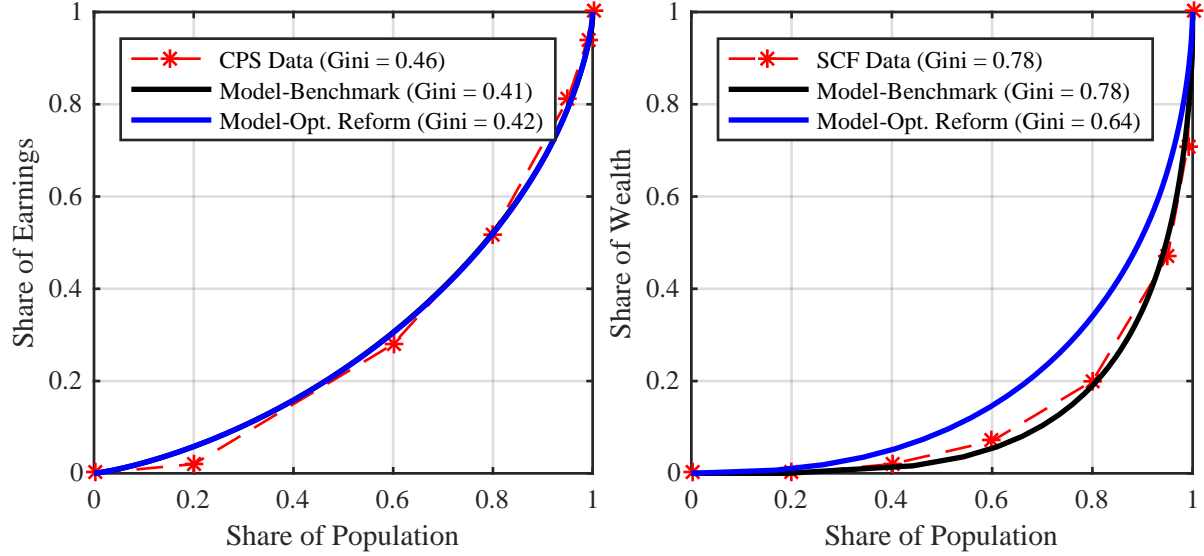 1
0.8
0.6
0.4
0.2
0
Share of Earnings
CPS Data (Gini = 0.46)
Model-Benchmark (Gini = 0.41)
Model-Opt. Reform (Gini = 0.42)
0 0.2 0.4 0.6 0.8 1
Share of Population
1
0.8
0.6
0.4
0.2
0
Share of Wealth
SCF Data (Gini = 0.78)
Model-Benchmark (Gini = 0.78)
Model-Opt. Reform (Gini = 0.64)
0 0.2 0.4 0.6 0.8 1
Share of Population